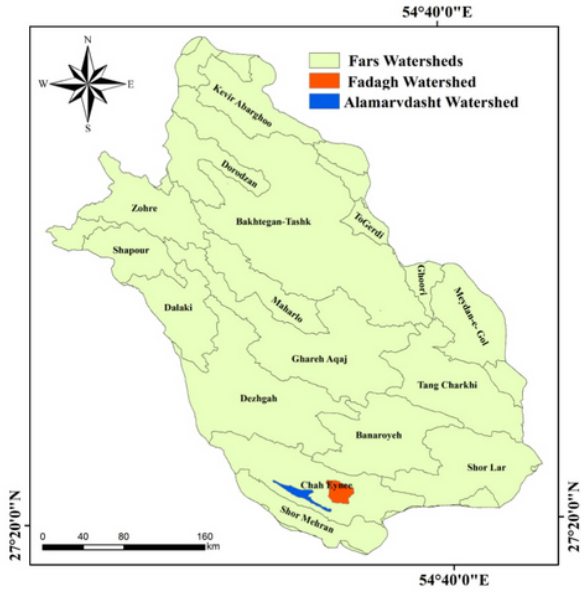 54°40'0"E
N
W
E
S
Fars Watersheds
Fadagh Watershed
Alamarvdasht Watershed
Kevir Abarghoo
Dorodzan
Zohre
Bakhtegan-Tashk
ToGerdi
Shapour
Ghoori
Meydan-e- Gol
Dalaki
Maharlo
Ghareh Aqaj
Tang Charkhi
Dezhgah
Banaroyeh
Shor Lar
Chah Eynee
Shor Mehran
27°20'0"N
27°20'0"N
0 40 80 160
km
54°40'0"E